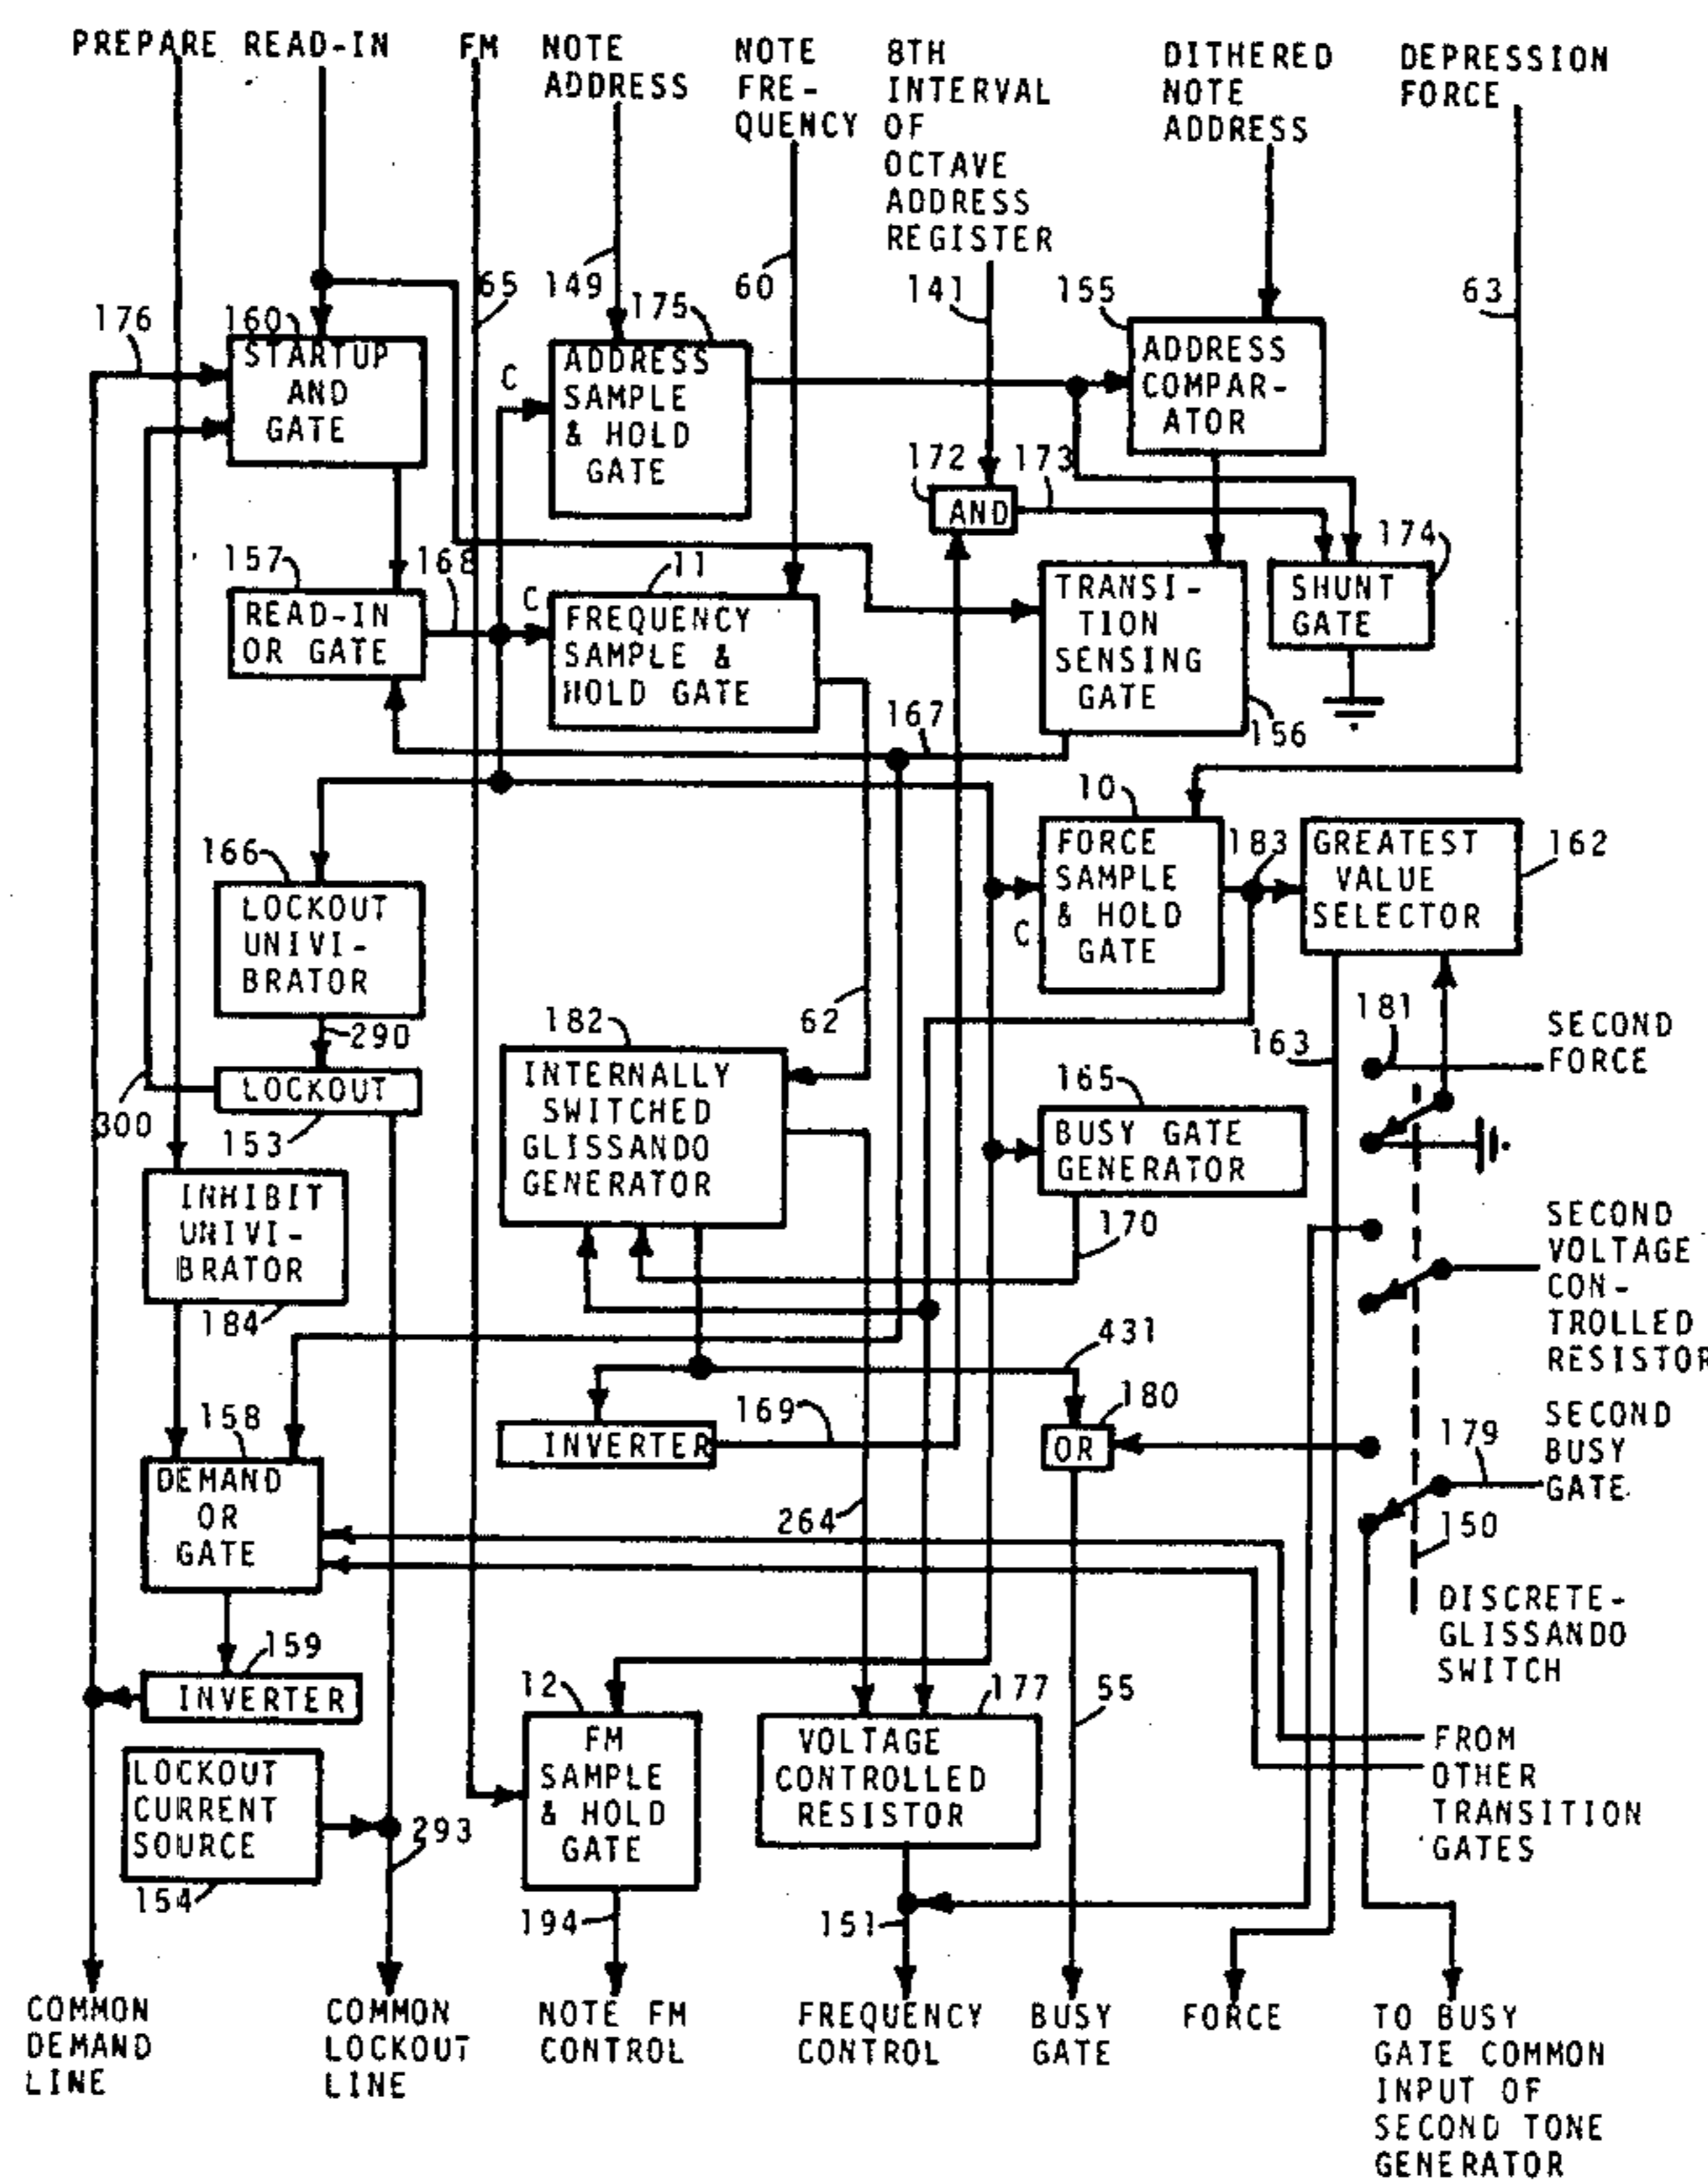 PREPARE READ-IN
FM
NOTE
ADDRESS
NOTE
FRE-
QUENCY
8TH
INTERVAL
OF
OCTAVE
ADDRESS
REGISTER
DITHERED
NOTE
ADDRESS
DEPRESSION
FORCE
176
160
65
149
175
60
141
155
63
STARTUP
AND
GATE
C
ADDRESS
SAMPLE
& HOLD
GATE
ADDRESS
COMPAR-
ATOR
172
AND
173
174
157
168
READ-IN
OR GATE
C
11
FREQUENCY
SAMPLE &
HOLD GATE
TRANSI-
TION
SENSING
GATE
SHUNT
GATE
167
156
10
166
LOCKOUT
UNIVI-
BRATOR
FORCE
SAMPLE
& HOLD
GATE
C
183
GREATEST
VALUE
SELECTOR
162
290
182
62
163
181
SECOND
FORCE
LOCKOUT
300
153
INTERNALLY
SWITCHED
GLISSANDO
GENERATOR
165
BUSY GATE
GENERATOR
170
INHIBIT
UNIVI-
BRATOR
184
SECOND
VOLTAGE
CON-
TROLLED
RESISTOR
431
158
INVERTER
169
180
OR
SECOND
BUSY
GATE
179
DEMAND
OR
GATE
264
150
DISCRETE-
GLISSANDO
SWITCH
159
INVERTER
12
177
55
LOCKOUT
CURRENT
SOURCE
154
293
FM
SAMPLE
& HOLD
GATE
VOLTAGE
CONTROLLED
RESISTOR
FROM
OTHER
TRANSITION
GATES
194
151
COMMON
DEMAND
LINE
COMMON
LOCKOUT
LINE
NOTE FM
CONTROL
FREQUENCY
CONTROL
BUSY
GATE
FORCE
TO BUSY
GATE COMMON
INPUT OF
SECOND TONE
GENERATOR